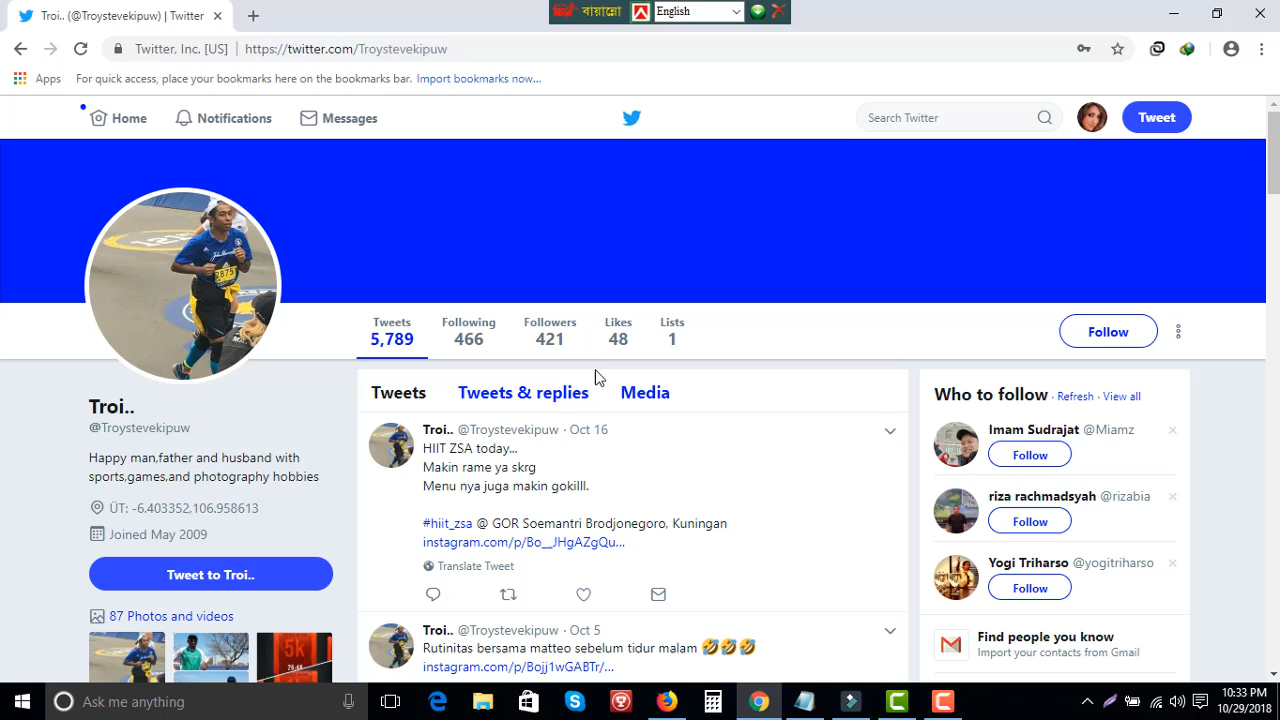 Troi.. (@Troystevekipuw) | Twitter
বায়ান্নো
English
Twitter, Inc. [US] https://twitter.com/Troystevekipuw
Apps For quick access, place your bookmarks here on the bookmarks bar. Import bookmarks now...
Home Notifications Messages
Search Twitter
Tweet
Tweets Following Followers Likes Lists
5,789 466 421 48 1
Follow
Troi..
@Troystevekipuw
Happy man,father and husband with
sports,games,and photography hobbies
ÜT: -6.403352,106.958613
Joined May 2009
Tweet to Troi..
87 Photos and videos
5K
Tweets Tweets & replies Media
Troi.. @Troystevekipuw · Oct 16
HIIT ZSA today...
Makin rame ya skrg
Menu nya juga makin gokilll.
#hiit_zsa @ GOR Soemantri Brodjonegoro, Kuningan
instagram.com/p/Bo__JHgAZgQu...
Translate Tweet
Troi.. @Troystevekipuw · Oct 5
Rutinitas bersama matteo sebelum tidur malam 🤣🤣🤣
instagram.com/p/Bojj1wGABTr/...
Who to follow · Refresh · View all
Imam Sudrajat @Miamz
Follow
riza rachmadsyah @rizabia
Follow
Yogi Triharso @yogitriharso
Follow
Find people you know
Import your contacts from Gmail
Ask me anything
10:33 PM
10/29/2018